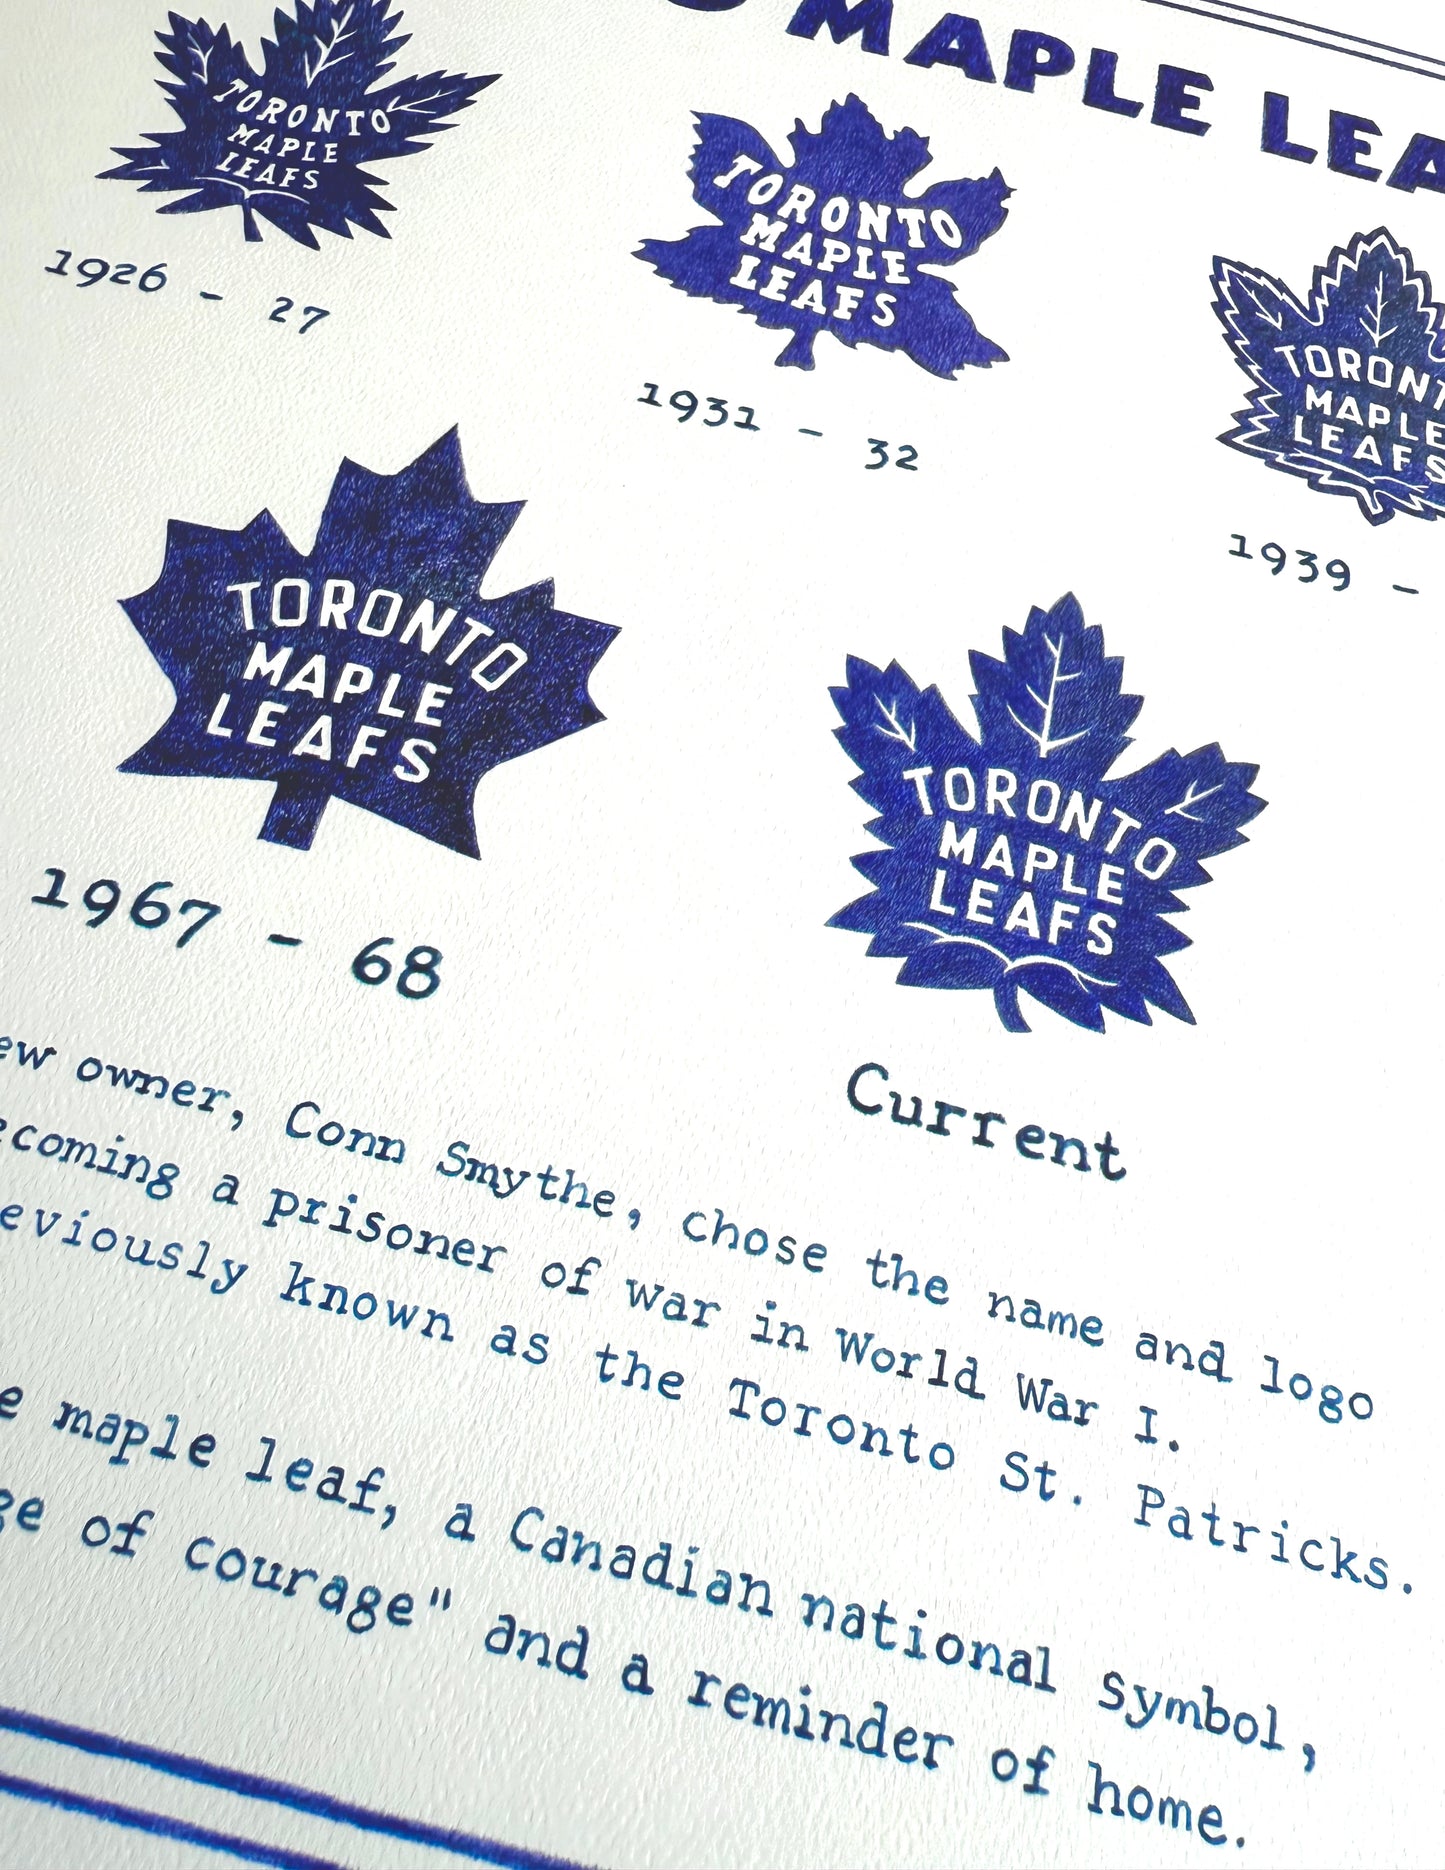 MAPLE LEA
TORONTO
MAPLE
LEAFS
1926 - 27
TORONTO
MAPLE
LEAFS
1931 - 32
TORONT
MAPLE
LEAFS
1939 -
TORONTO
MAPLE
LEAFS
1967 - 68
TORONTO
MAPLE
LEAFS
Current
ew owner, Conn Smythe, chose the name and logo
coming a prisoner of war in World War I.
eviously known as the Toronto St. Patricks.
e maple leaf, a Canadian national symbol,
ge of courage" and a reminder of home.